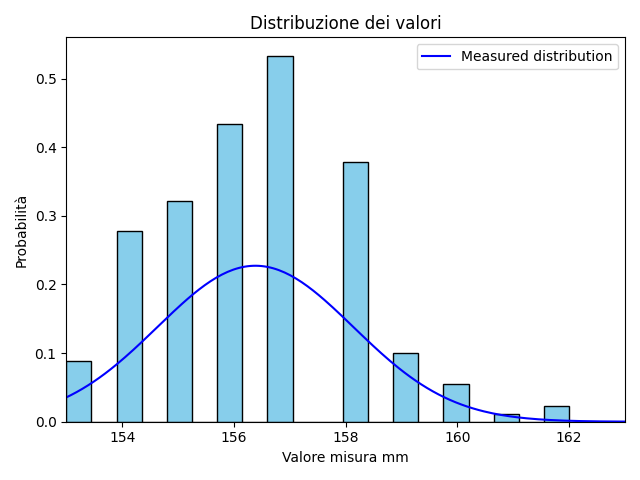 Distribuzione dei valori
Measured distribution
0.5
0.4
0.3
0.2
0.1
0.0
Probabilità
154 156 158 160 162
Valore misura mm